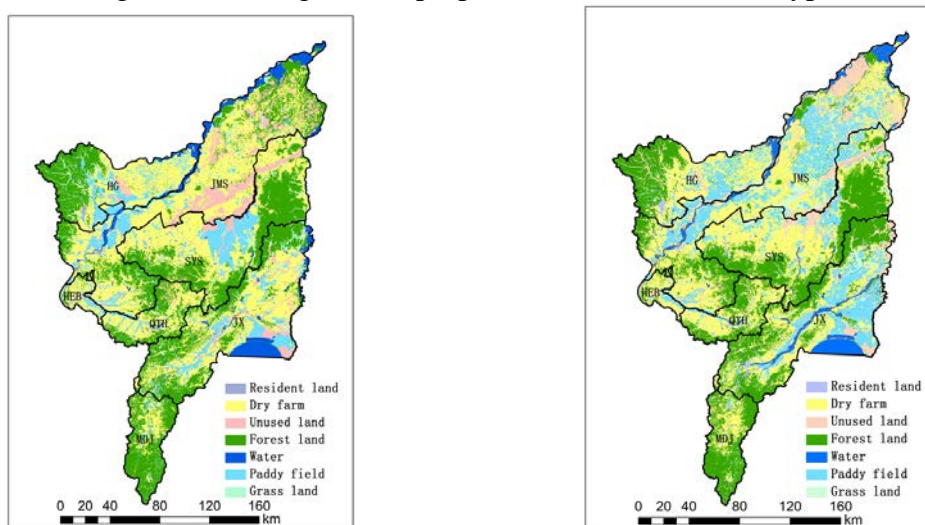 HG
JMS
SYS
HEB
QTH
JX
MDJ
Resident land
Dry farm
Unused land
Forest land
Water
Paddy field
Grass land
0 20 40 80 120 160
km
HG
JMS
SYS
HEB
QTH
JX
MDJ
Resident land
Dry farm
Unused land
Forest land
Water
Paddy field
Grass land
0 20 40 80 120 160
km